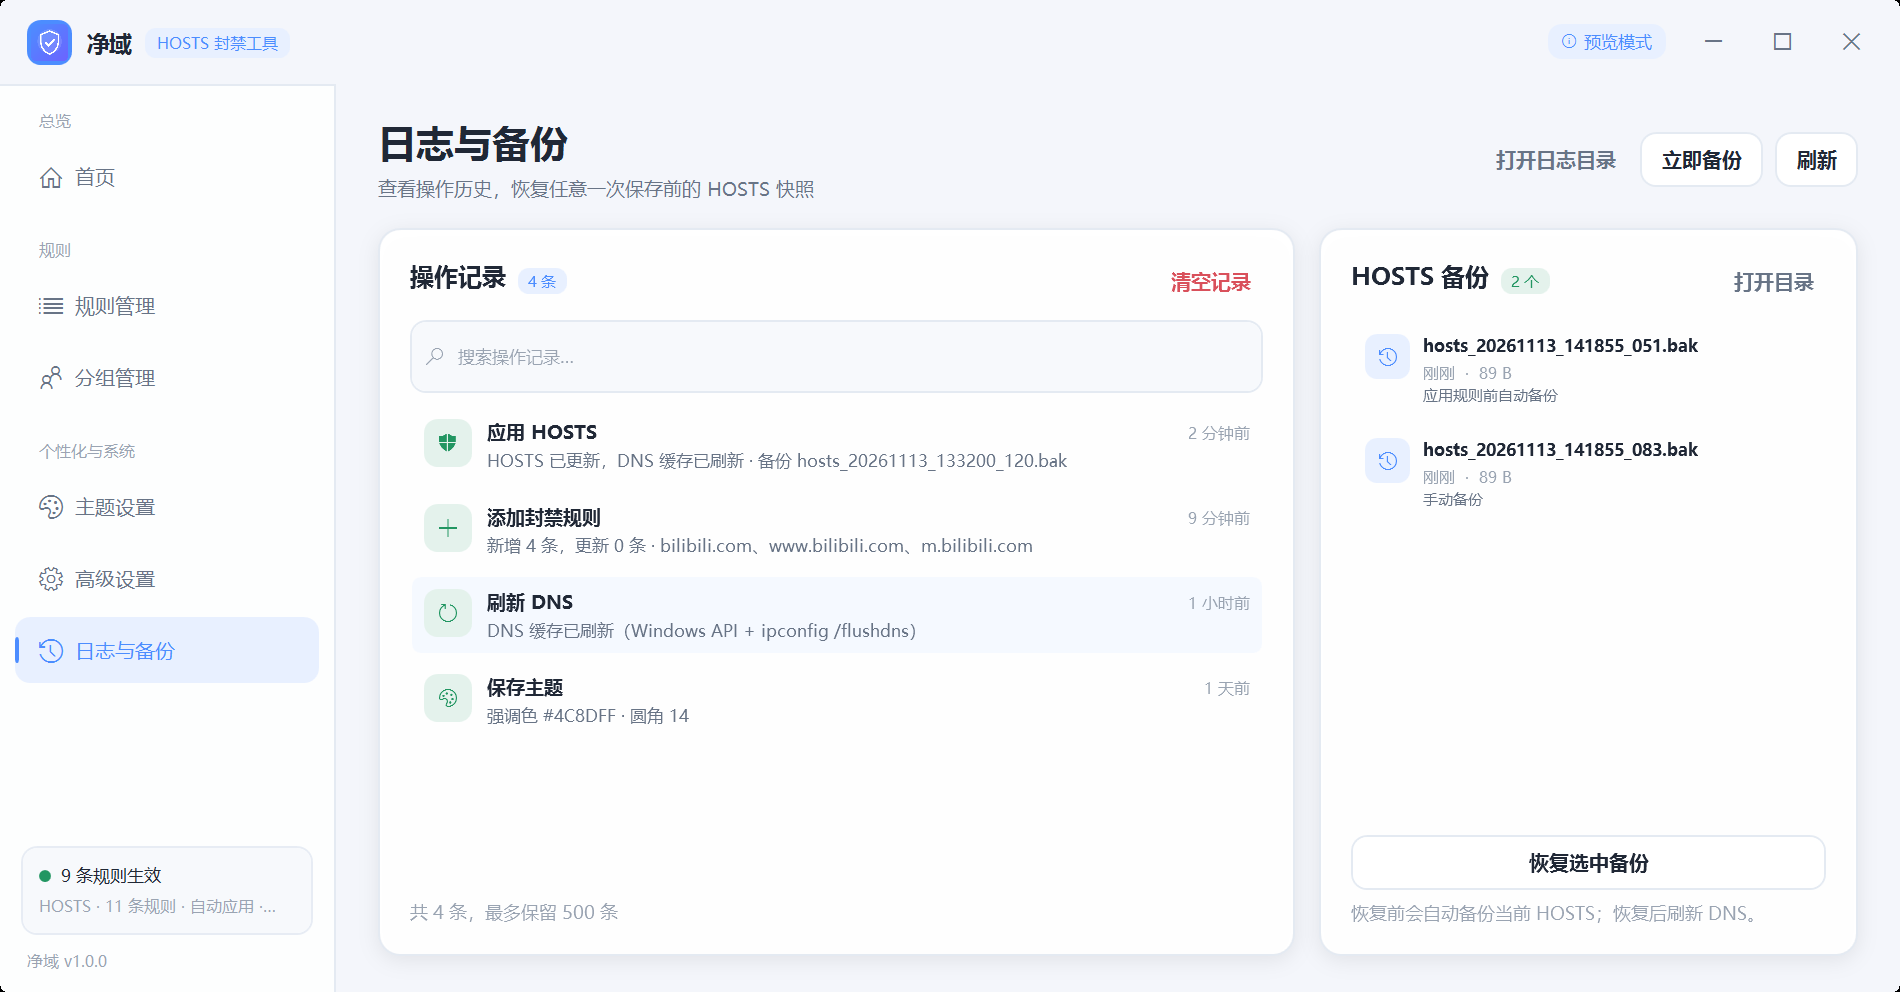 净域 HOSTS 封禁工具
预览模式
总览
首页
规则
规则管理
分组管理
个性化与系统
主题设置
高级设置
日志与备份
9 条规则生效
HOSTS · 11 条规则 · 自动应用 ·...
净域 v1.0.0
日志与备份
查看操作历史，恢复任意一次保存前的 HOSTS 快照
打开日志目录 立即备份 刷新
操作记录 4 条 清空记录
搜索操作记录...
应用 HOSTS 2 分钟前
HOSTS 已更新，DNS 缓存已刷新 · 备份 hosts_20261113_133200_120.bak
添加封禁规则 9 分钟前
新增 4 条，更新 0 条 · bilibili.com、www.bilibili.com、m.bilibili.com
刷新 DNS 1 小时前
DNS 缓存已刷新（Windows API + ipconfig /flushdns）
保存主题 1 天前
强调色 #4C8DFF · 圆角 14
共 4 条，最多保留 500 条
HOSTS 备份 2 个 打开目录
hosts_20261113_141855_051.bak
刚刚 · 89 B
应用规则前自动备份
hosts_20261113_141855_083.bak
刚刚 · 89 B
手动备份
恢复选中备份
恢复前会自动备份当前 HOSTS；恢复后刷新 DNS。